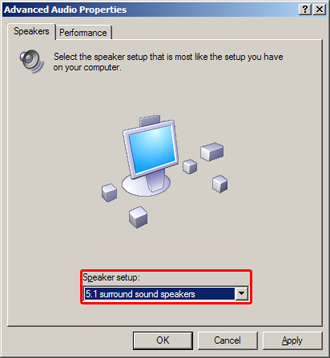 Advanced Audio Properties
Speakers
Performance
Select the speaker setup that is most like the setup you have
on your computer.
Speaker setup:
5.1 surround sound speakers
OK
Cancel
Apply